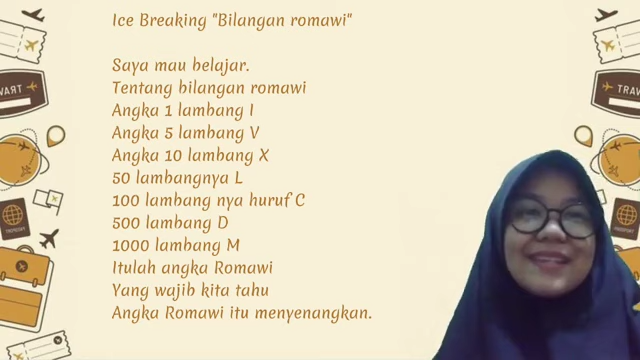 Ice Breaking "Bilangan romawi"
Saya mau belajar.
Tentang bilangan romawi
Angka 1 lambang I
Angka 5 lambang V
Angka 10 lambang X
50 lambangnya L
100 lambang nya huruf C
500 lambang D
1000 lambang M
Itulah angka Romawi
Yang wajib kita tahu
Angka Romawi itu menyenangkan.